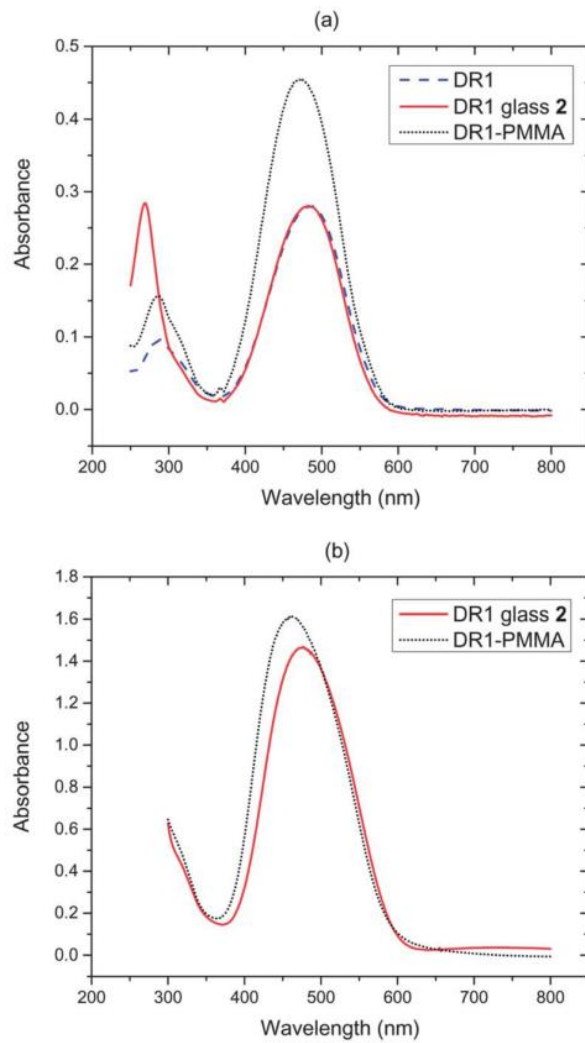 (a)
0.5
0.4
0.3
0.2
0.1
0.0
Absorbance
DR1
DR1 glass 2
DR1-PMMA
200 300 400 500 600 700 800
Wavelength (nm)
(b)
1.8
1.6
1.4
1.2
1.0
0.8
0.6
0.4
0.2
0.0
Absorbance
DR1 glass 2
DR1-PMMA
200 300 400 500 600 700 800
Wavelength (nm)